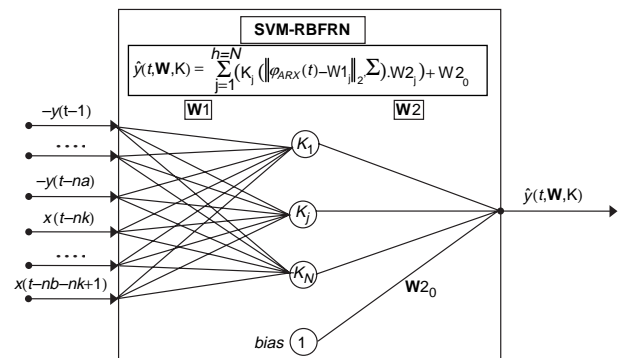 SVM-RBFRN
h=N
ŷ(t,W,K) = Σ(K_j (‖φ_ARX(t)−W1_j‖_2,Σ).W2_j)+W2_0
j=1
W1 W2
−y(t−1)
....
−y(t−na)
x(t−nk)
....
x(t−nb−nk+1)
K_1
K_j
K_N
ŷ(t,W,K)
W2_0
bias 1